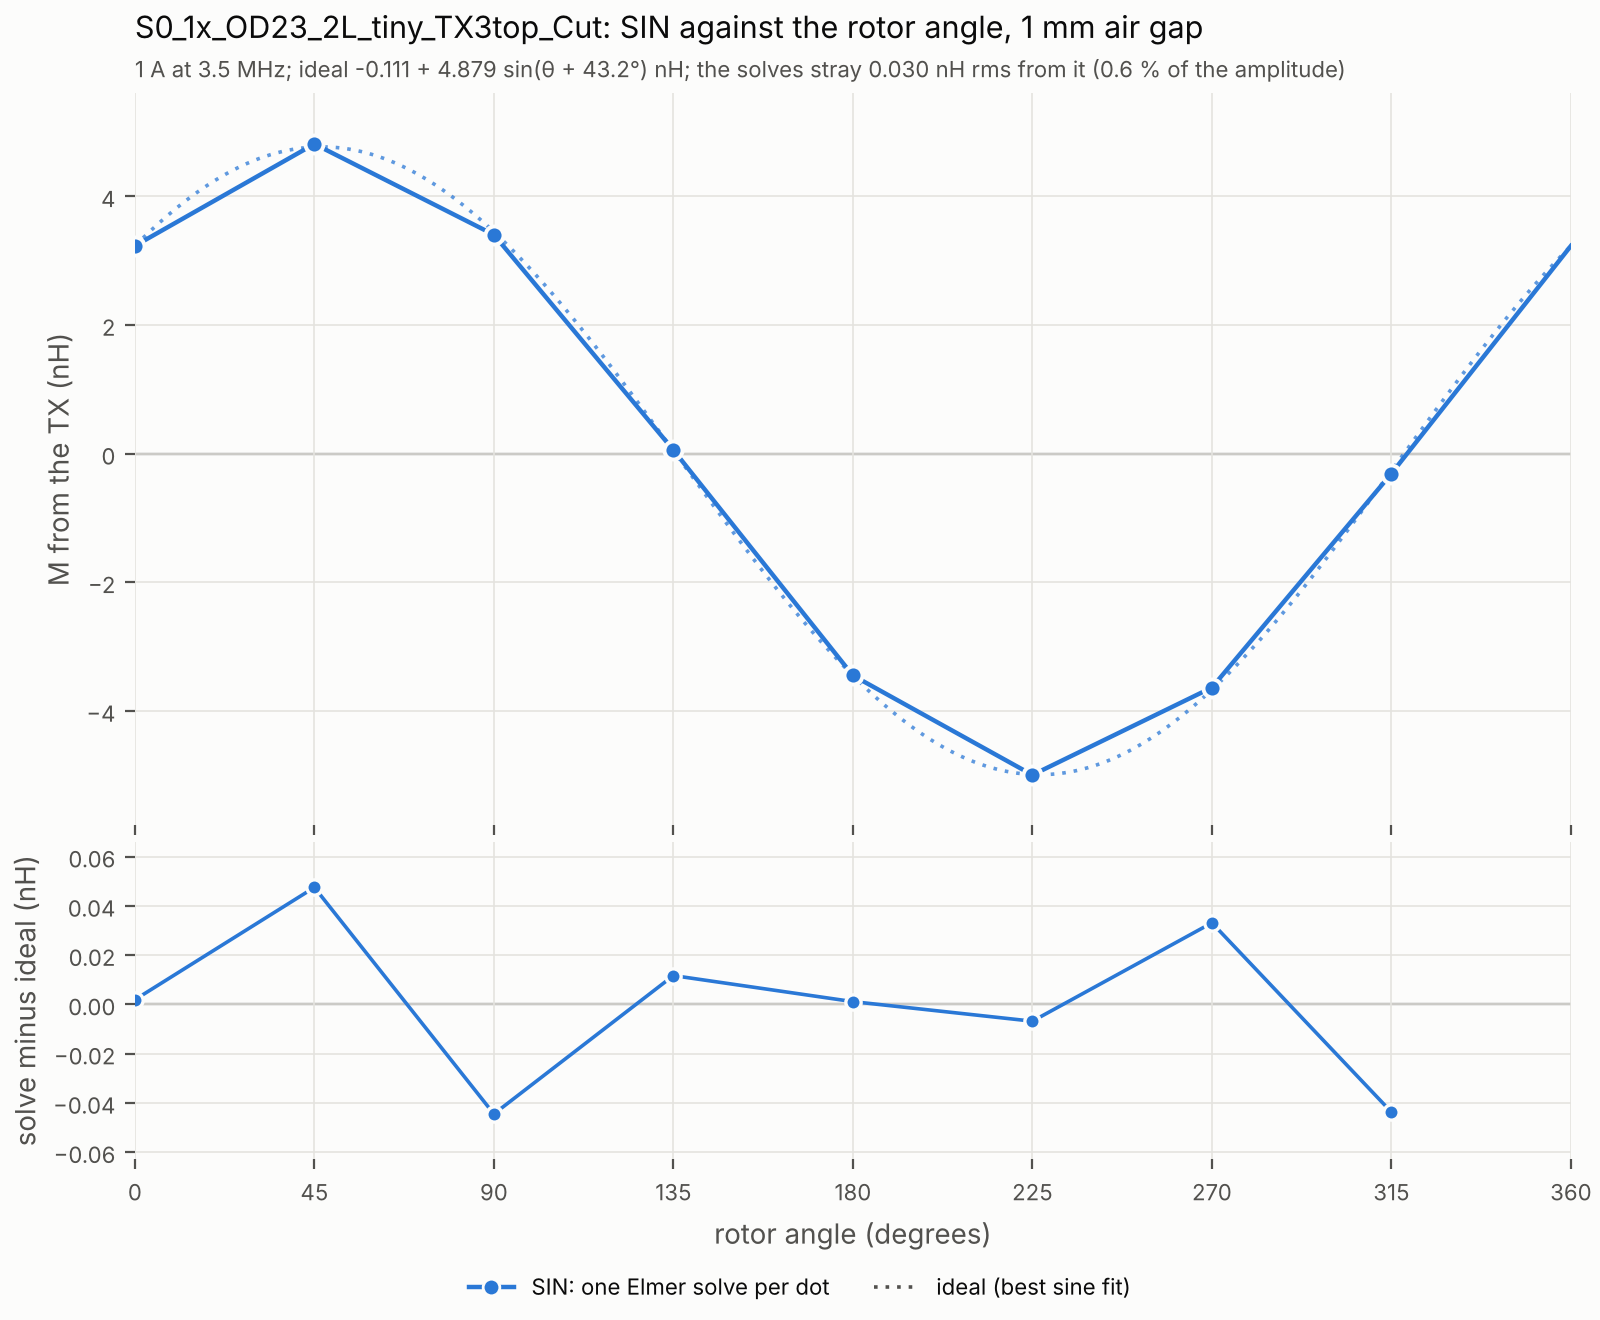 S0_1x_OD23_2L_tiny_TX3top_Cut: SIN against the rotor angle, 1 mm air gap
1 A at 3.5 MHz; ideal -0.111 + 4.879 sin(θ + 43.2°) nH; the solves stray 0.030 nH rms from it (0.6 % of the amplitude)
M from the TX (nH)
4
2
0
−2
−4
solve minus ideal (nH)
0.06
0.04
0.02
0.00
−0.02
−0.04
−0.06
0 45 90 135 180 225 270 315 360
rotor angle (degrees)
SIN: one Elmer solve per dot ideal (best sine fit)